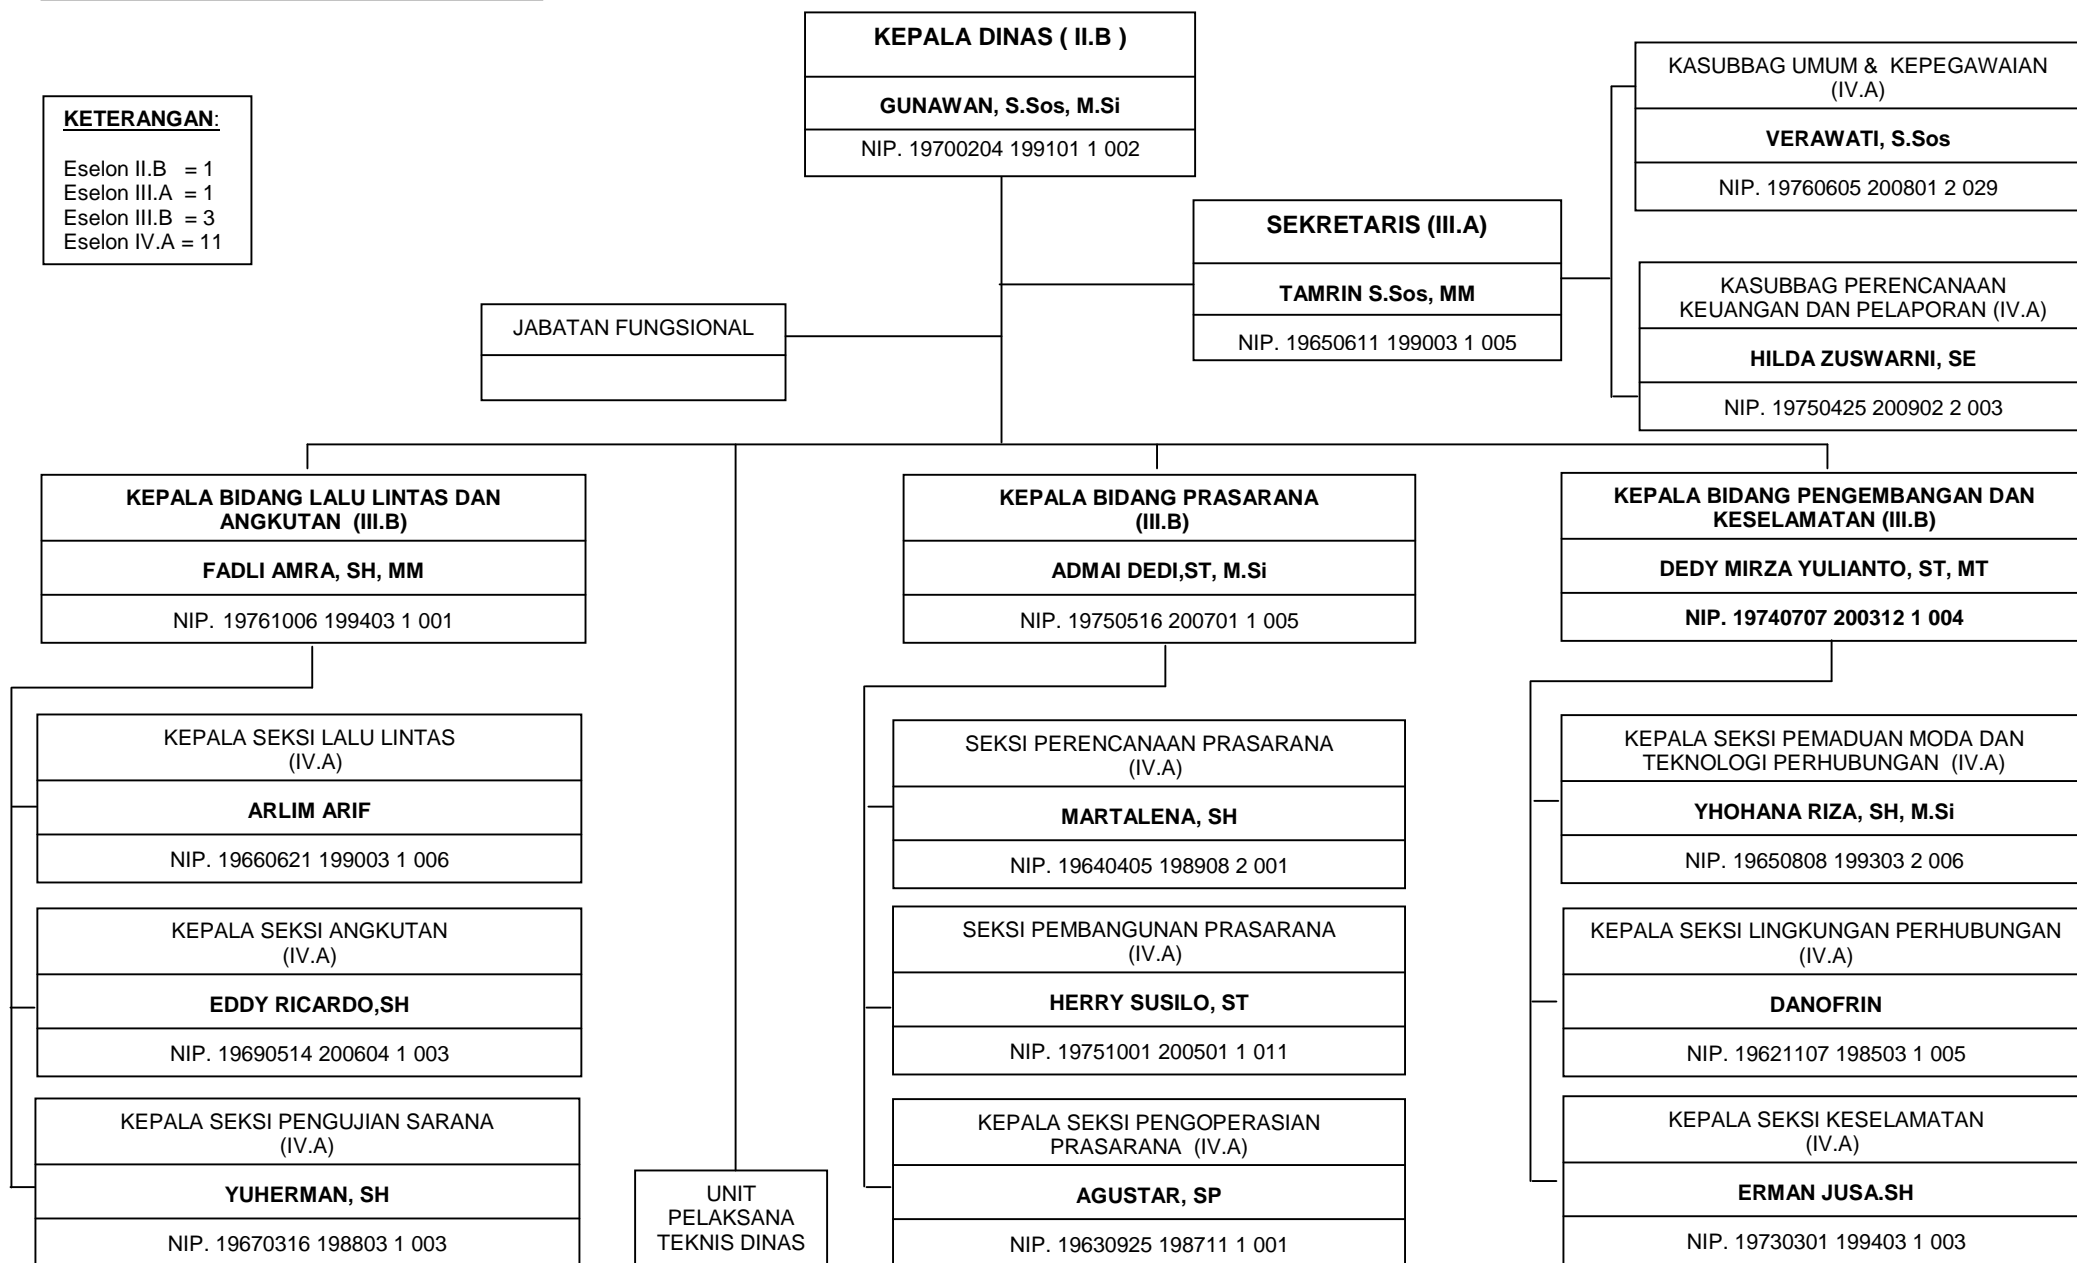 KEPALA DINAS ( II.B )
GUNAWAN, S.Sos, M.Si
NIP. 19700204 199101 1 002
KETERANGAN:
Eselon II.B = 1
Eselon III.A = 1
Eselon III.B = 3
Eselon IV.A = 11
KASUBBAG UMUM & KEPEGAWAIAN
(IV.A)
VERAWATI, S.Sos
NIP. 19760605 200801 2 029
SEKRETARIS (III.A)
TAMRIN S.Sos, MM
NIP. 19650611 199003 1 005
KASUBBAG PERENCANAAN
KEUANGAN DAN PELAPORAN (IV.A)
HILDA ZUSWARNI, SE
NIP. 19750425 200902 2 003
JABATAN FUNGSIONAL
KEPALA BIDANG LALU LINTAS DAN
ANGKUTAN (III.B)
FADLI AMRA, SH, MM
NIP. 19761006 199403 1 001
KEPALA BIDANG PRASARANA
(III.B)
ADMAI DEDI,ST, M.Si
NIP. 19750516 200701 1 005
KEPALA BIDANG PENGEMBANGAN DAN
KESELAMATAN (III.B)
DEDY MIRZA YULIANTO, ST, MT
NIP. 19740707 200312 1 004
KEPALA SEKSI LALU LINTAS
(IV.A)
ARLIM ARIF
NIP. 19660621 199003 1 006
KEPALA SEKSI ANGKUTAN
(IV.A)
EDDY RICARDO,SH
NIP. 19690514 200604 1 003
KEPALA SEKSI PENGUJIAN SARANA
(IV.A)
YUHERMAN, SH
NIP. 19670316 198803 1 003
UNIT
PELAKSANA
TEKNIS DINAS
SEKSI PERENCANAAN PRASARANA
(IV.A)
MARTALENA, SH
NIP. 19640405 198908 2 001
SEKSI PEMBANGUNAN PRASARANA
(IV.A)
HERRY SUSILO, ST
NIP. 19751001 200501 1 011
KEPALA SEKSI PENGOPERASIAN
PRASARANA (IV.A)
AGUSTAR, SP
NIP. 19630925 198711 1 001
KEPALA SEKSI PEMADUAN MODA DAN
TEKNOLOGI PERHUBUNGAN (IV.A)
YHOHANA RIZA, SH, M.Si
NIP. 19650808 199303 2 006
KEPALA SEKSI LINGKUNGAN PERHUBUNGAN
(IV.A)
DANOFRIN
NIP. 19621107 198503 1 005
KEPALA SEKSI KESELAMATAN
(IV.A)
ERMAN JUSA.SH
NIP. 19730301 199403 1 003